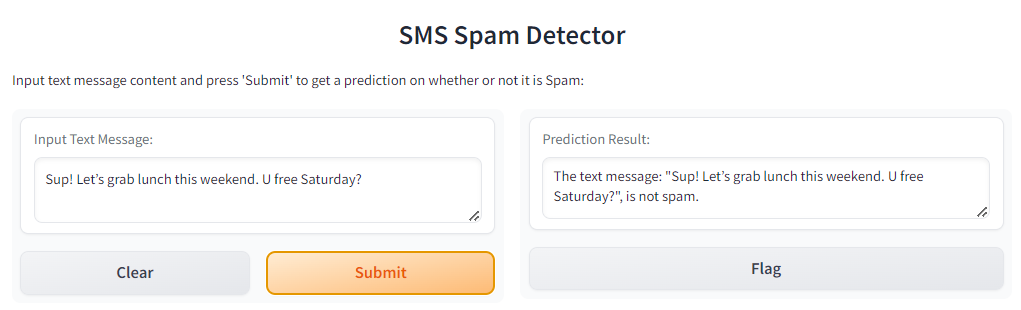 SMS Spam Detector
Input text message content and press 'Submit' to get a prediction on whether or not it is Spam:
Input Text Message:
Sup! Let’s grab lunch this weekend. U free Saturday?
Clear
Submit
Prediction Result:
The text message: "Sup! Let’s grab lunch this weekend. U free
Saturday?", is not spam.
Flag